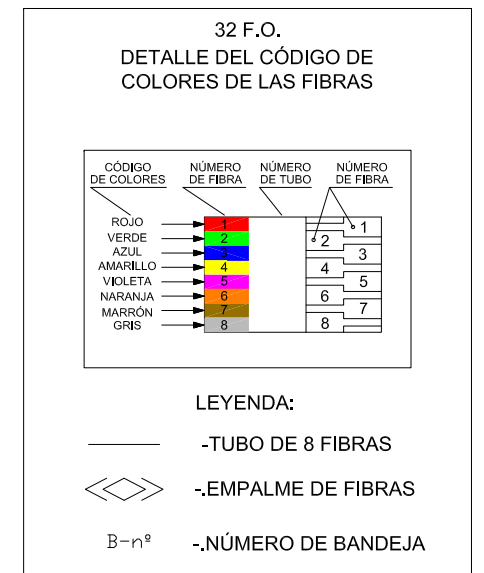 32 F.O.
DETALLE DEL CÓDIGO DE
COLORES DE LAS FIBRAS
CÓDIGO
DE COLORES
NÚMERO
DE FIBRA
NÚMERO
DE TUBO
NÚMERO
DE FIBRA
ROJO 1 1
VERDE 2 2
AZUL 3 3
AMARILLO 4 4
VIOLETA 5 5
NARANJA 6 6
MARRÓN 7 7
GRIS 8 8
LEYENDA:
-TUBO DE 8 FIBRAS
-.EMPALME DE FIBRAS
B-nº -.NÚMERO DE BANDEJA